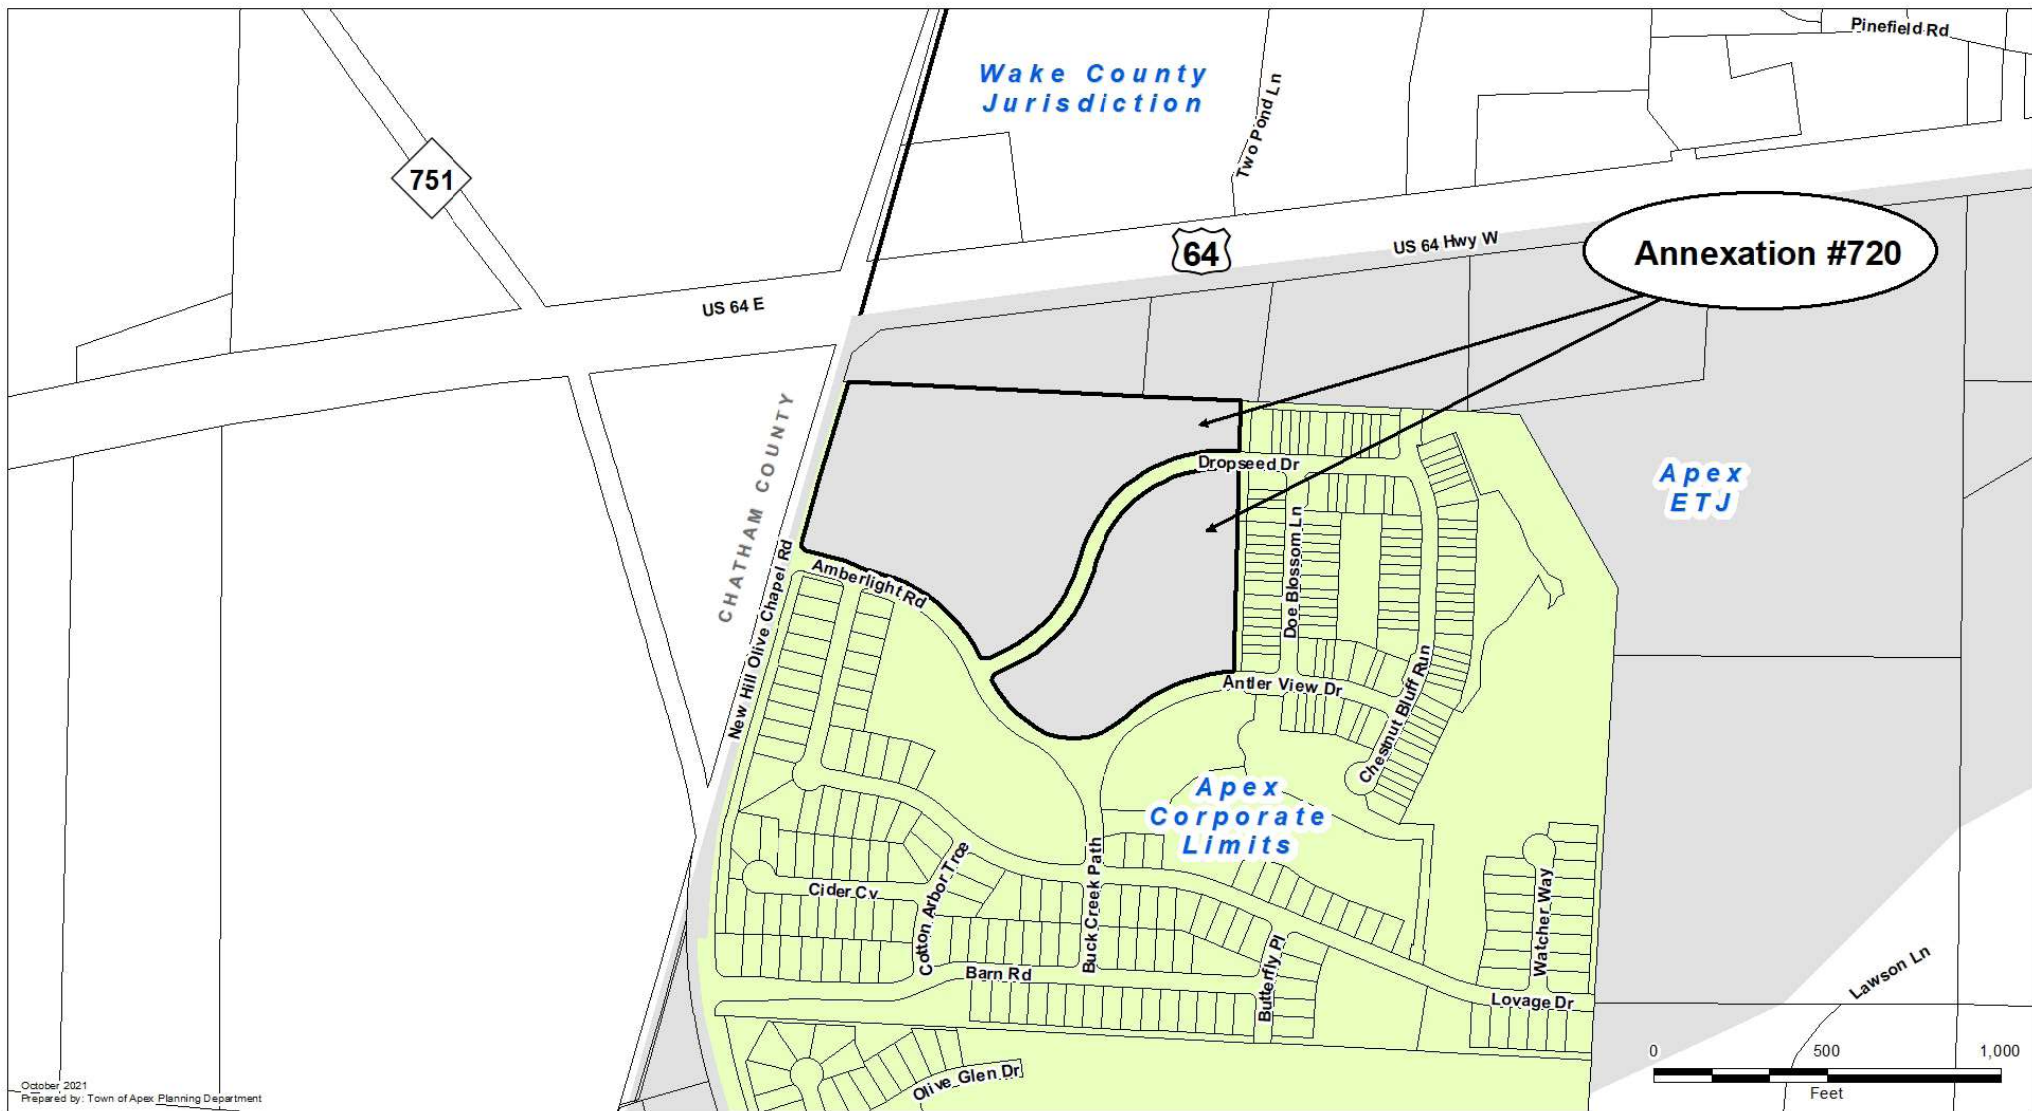 Pinefield Rd
Wake County
Jurisdiction
Two Pond Ln
751
64
US 64 Hwy W
Annexation #720
US 64 E
CHATHAM COUNTY
Dropseed Dr
Apex
ETJ
Doe Blossom Ln
New Hill Olive Chapel Rd
Amberlight Rd
Antler View Dr
Chestnut Bluff Run
Apex
Corporate
Limits
Cider Cv
Cotton Arbor Tree
Buck Creek Path
Watcher Way
Butterfly Pl
Barn Rd
Lovage Dr
Lawson Ln
Olive Glen Dr
0 500 1,000
Feet
October 2021
Prepared by: Town of Apex Planning Department